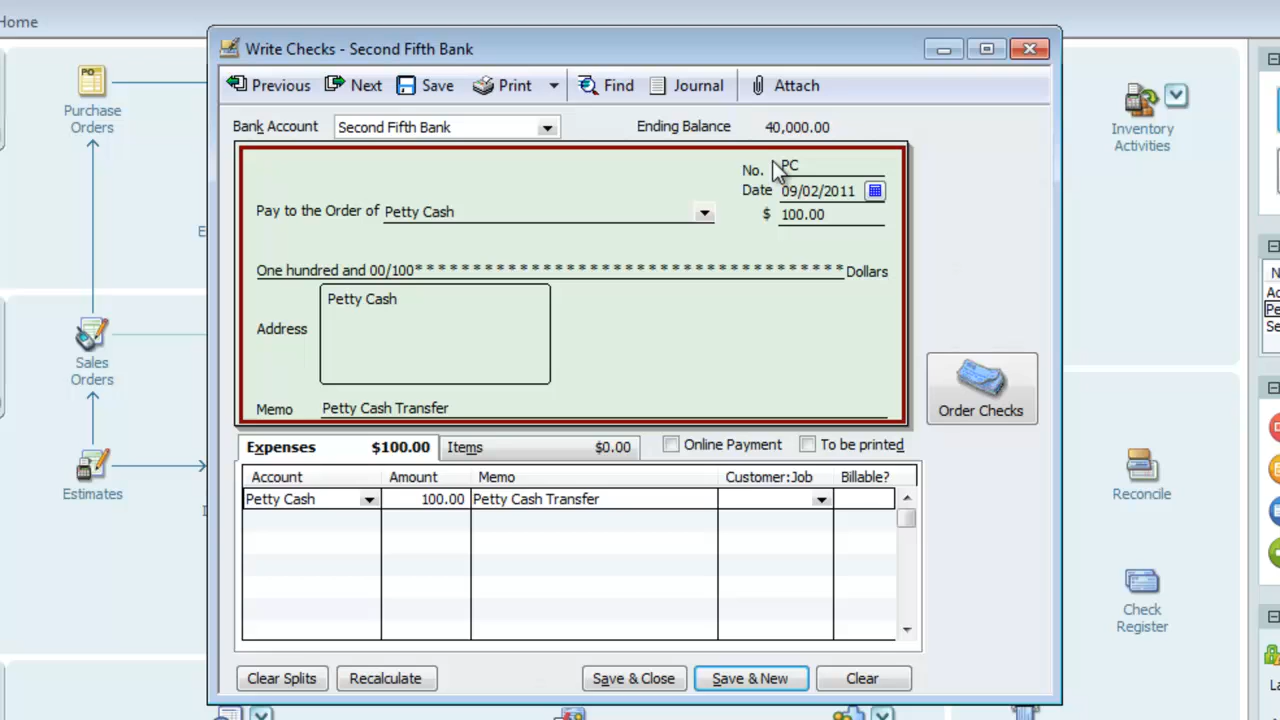 Home
Write Checks - Second Fifth Bank
Previous Next Save Print Find Journal Attach
Bank Account Second Fifth Bank Ending Balance 40,000.00
No. PC
Date 09/02/2011
Pay to the Order of Petty Cash $ 100.00
One hundred and 00/100* * * * * * * * * * * * * * * * * * * * * * * * * * * * * * * * * * * * * Dollars
Petty Cash
Address
Memo Petty Cash Transfer
Order Checks
Expenses $100.00 Items $0.00 Online Payment To be printed
Account Amount Memo Customer:Job Billable?
Petty Cash 100.00 Petty Cash Transfer
Clear Splits Recalculate Save & Close Save & New Clear
PO
Purchase
Orders
Sales
Orders
Estimates
Inventory
Activities
Reconcile
Check
Register
N
Ac
Pe
Se
La